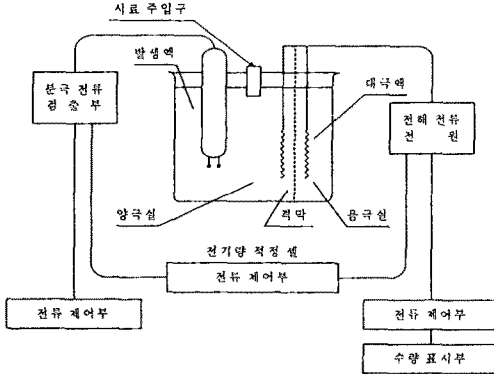 시료 주입구
발생액
대극액
분극 전류
검출부
전해 전류
전 원
양극실
격막
음극실
전기량 적정 셀
전류 제어부
전류 제어부
전류 제어부
수량 표시부